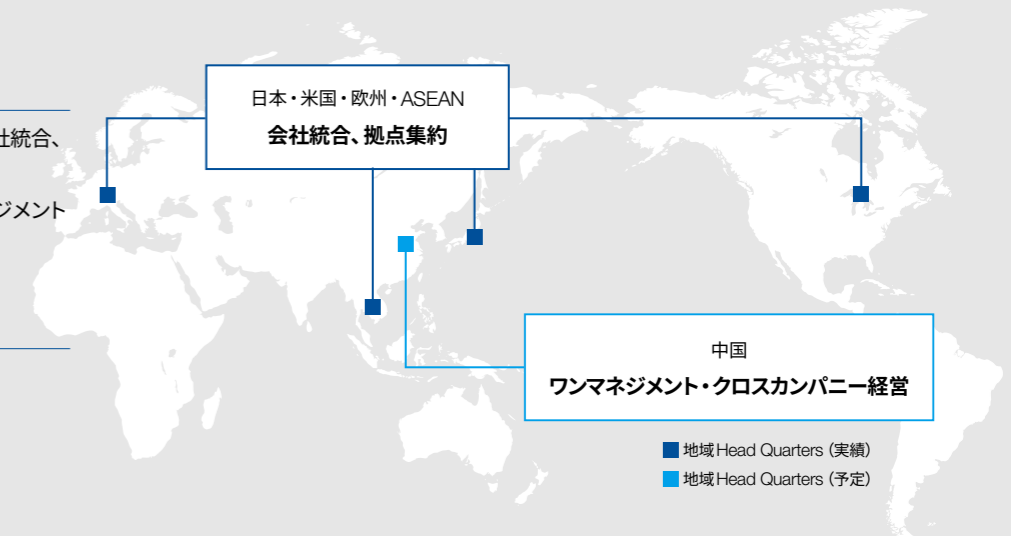 日本・米国・欧州・ASEAN
会社統合、拠点集約
社統合、
ジメント
中国
ワンマネジメント・クロスカンパニー経営
地域Head Quarters（実績）
地域Head Quarters（予定）